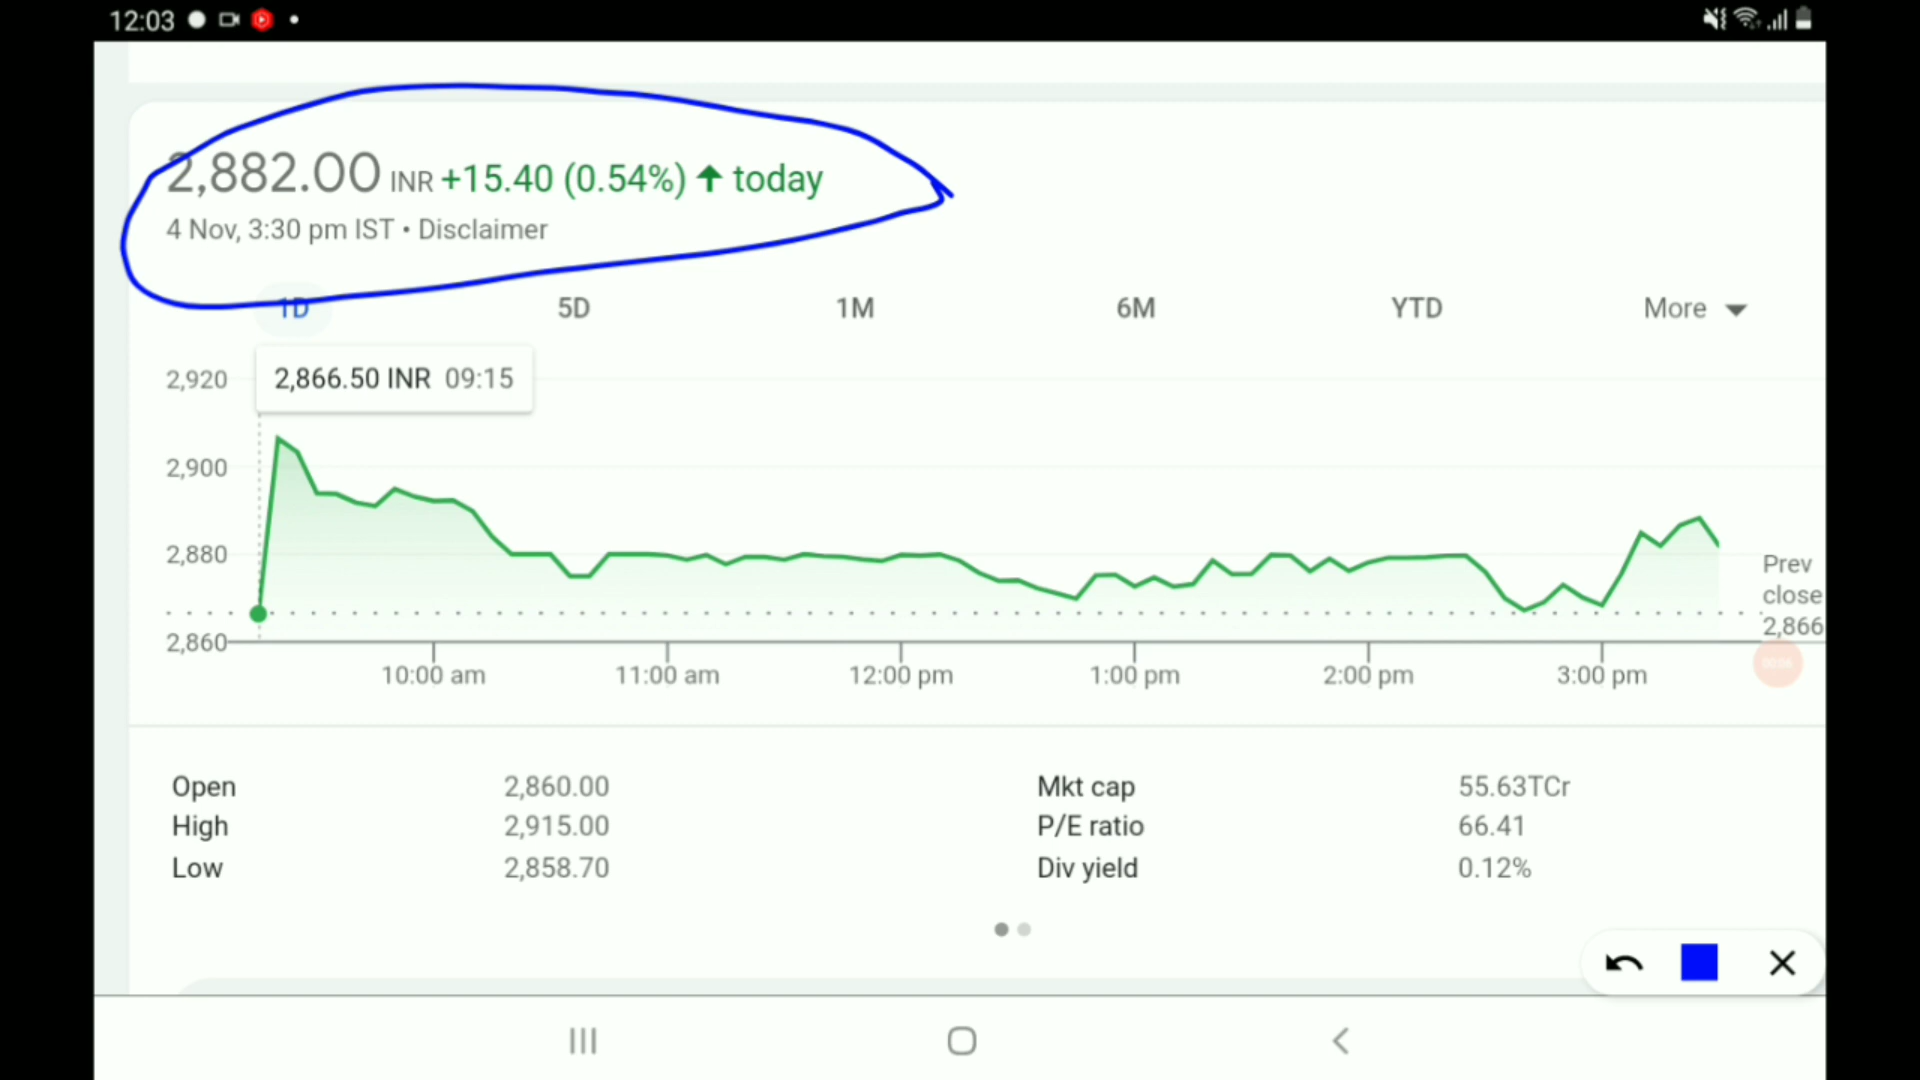 12:03
2,882.00 INR +15.40 (0.54%) ↑ today
4 Nov, 3:30 pm IST • Disclaimer
1D 5D 1M 6M YTD More
2,866.50 INR 09:15
2,920
2,900
2,880
2,860
Prev
close
2,866
10:00 am 11:00 am 12:00 pm 1:00 pm 2:00 pm 3:00 pm
Open 2,860.00 Mkt cap 55.63TCr
High 2,915.00 P/E ratio 66.41
Low 2,858.70 Div yield 0.12%